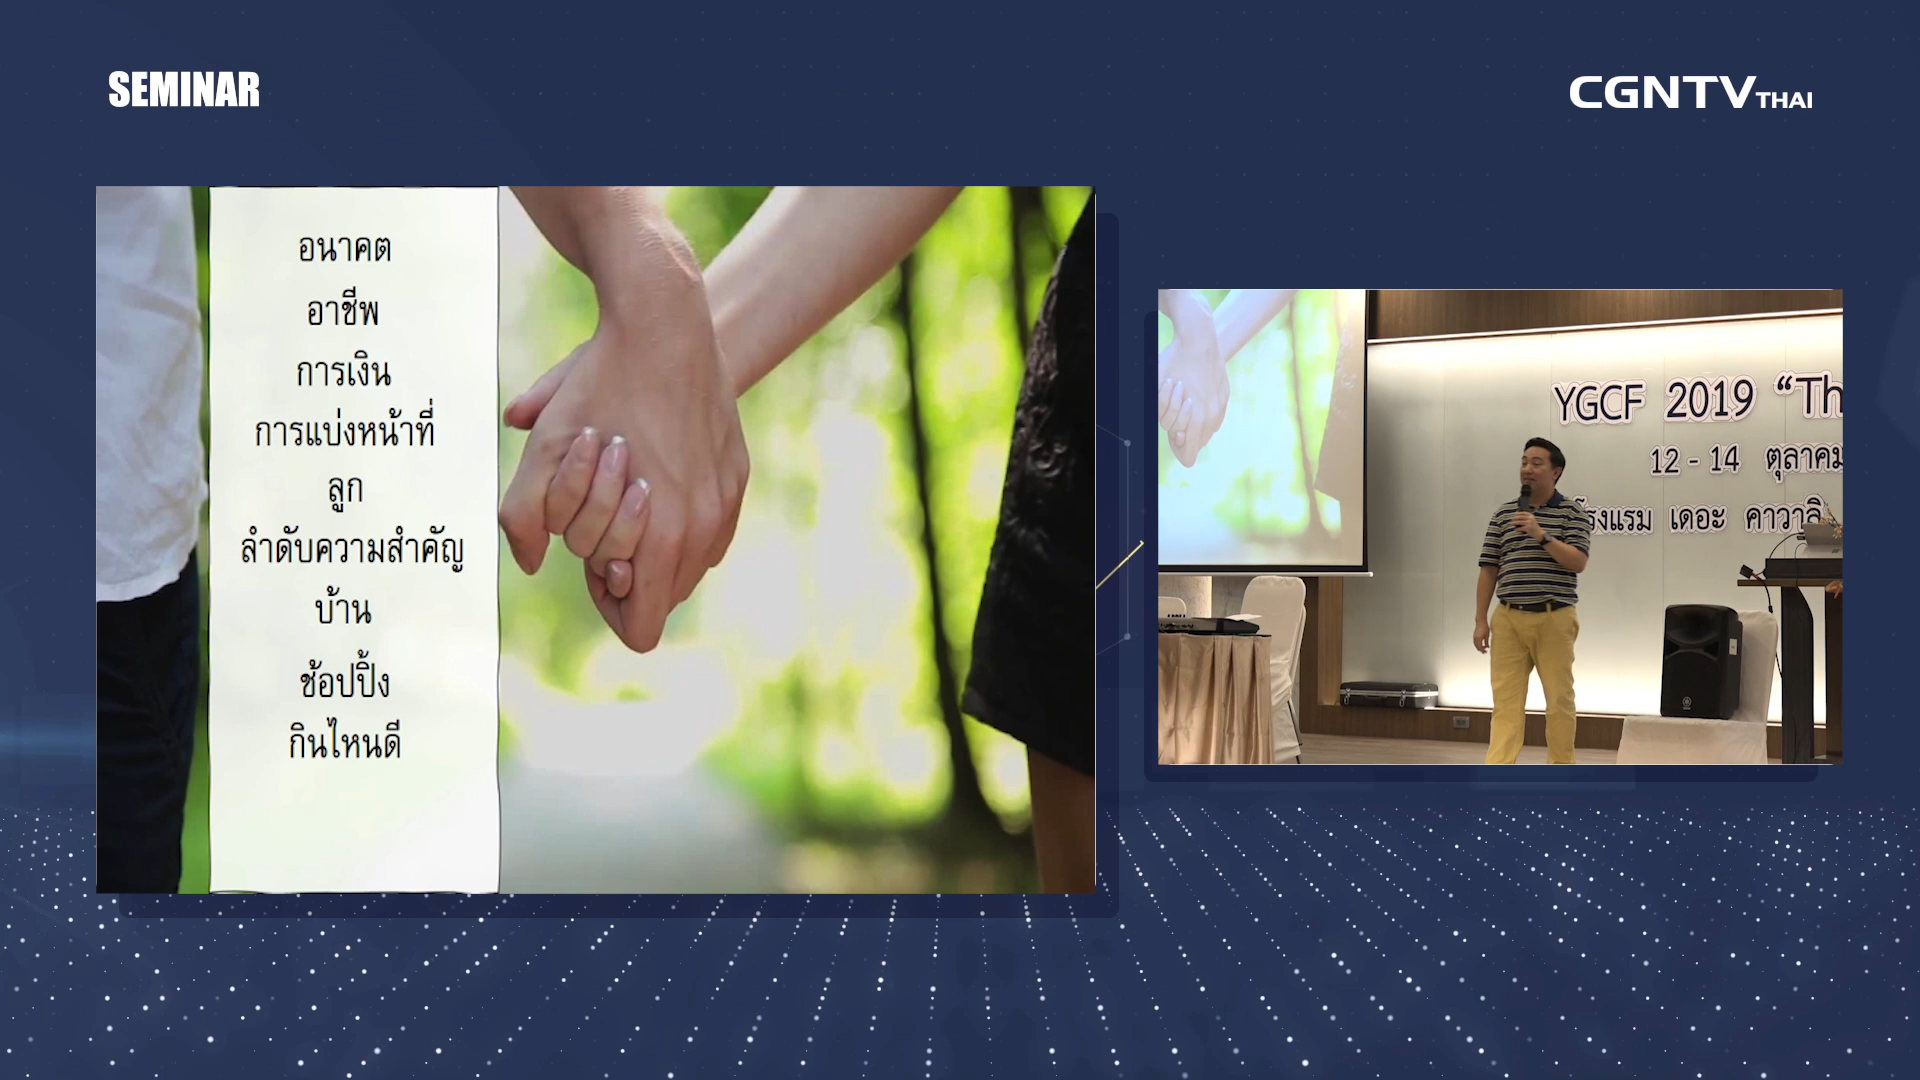 SEMINAR
CGNTV THAI
อนาคต
อาชีพ
การเงิน
การแบ่งหน้าที่
ลูก
ลำดับความสำคัญ
บ้าน
ช้อปปิ้ง
กินไหนดี
YGCF 2019 “Th
12 - 14 ตุลาคม
โรงแรม เดอะ คาวาลิ